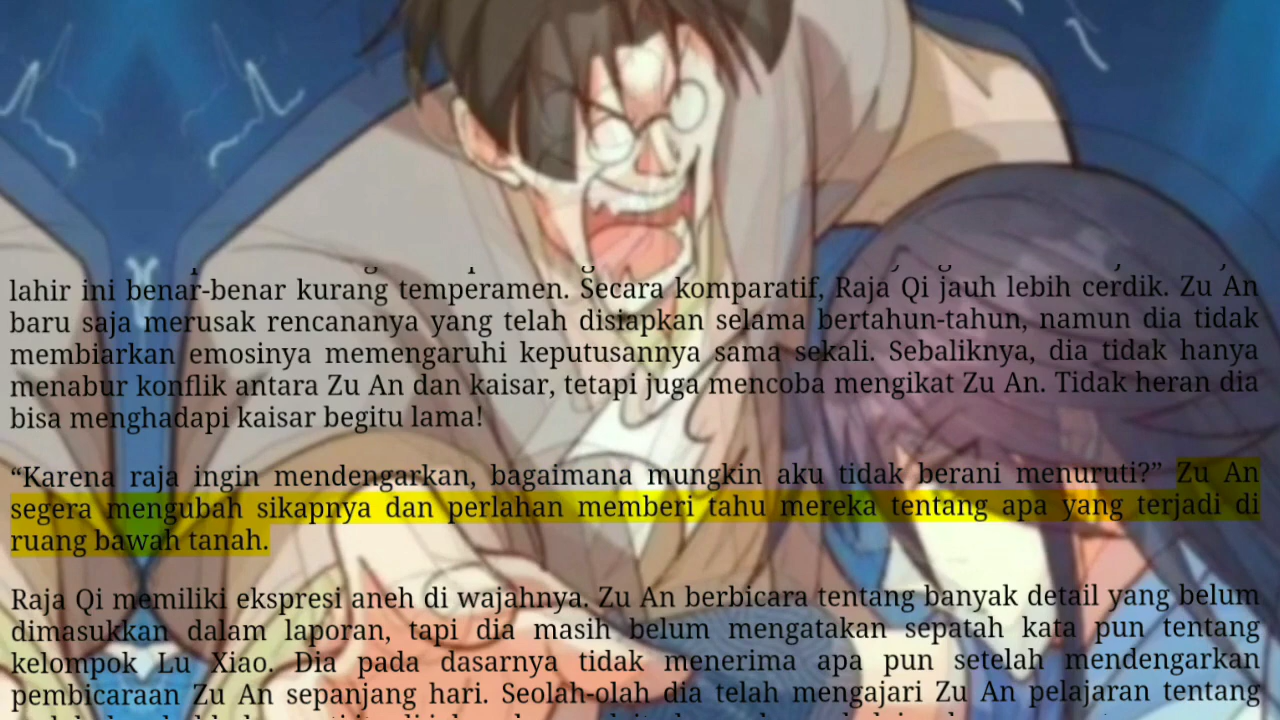 lahir ini benar-benar kurang temperamen. Secara komparatif, Raja Qi jauh lebih cerdik. Zu An
baru saja merusak rencananya yang telah disiapkan selama bertahun-tahun, namun dia tidak
membiarkan emosinya memengaruhi keputusannya sama sekali. Sebaliknya, dia tidak hanya
menabur konflik antara Zu An dan kaisar, tetapi juga mencoba mengikat Zu An. Tidak heran dia
bisa menghadapi kaisar begitu lama!
“Karena raja ingin mendengarkan, bagaimana mungkin aku tidak berani menuruti?” Zu An
segera mengubah sikapnya dan perlahan memberi tahu mereka tentang apa yang terjadi di
ruang bawah tanah.
Raja Qi memiliki ekspresi aneh di wajahnya. Zu An berbicara tentang banyak detail yang belum
dimasukkan dalam laporan, tapi dia masih belum mengatakan sepatah kata pun tentang
kelompok Lu Xiao. Dia pada dasarnya tidak menerima apa pun setelah mendengarkan
pembicaraan Zu An sepanjang hari. Seolah-olah dia telah mengajari Zu An pelajaran tentang